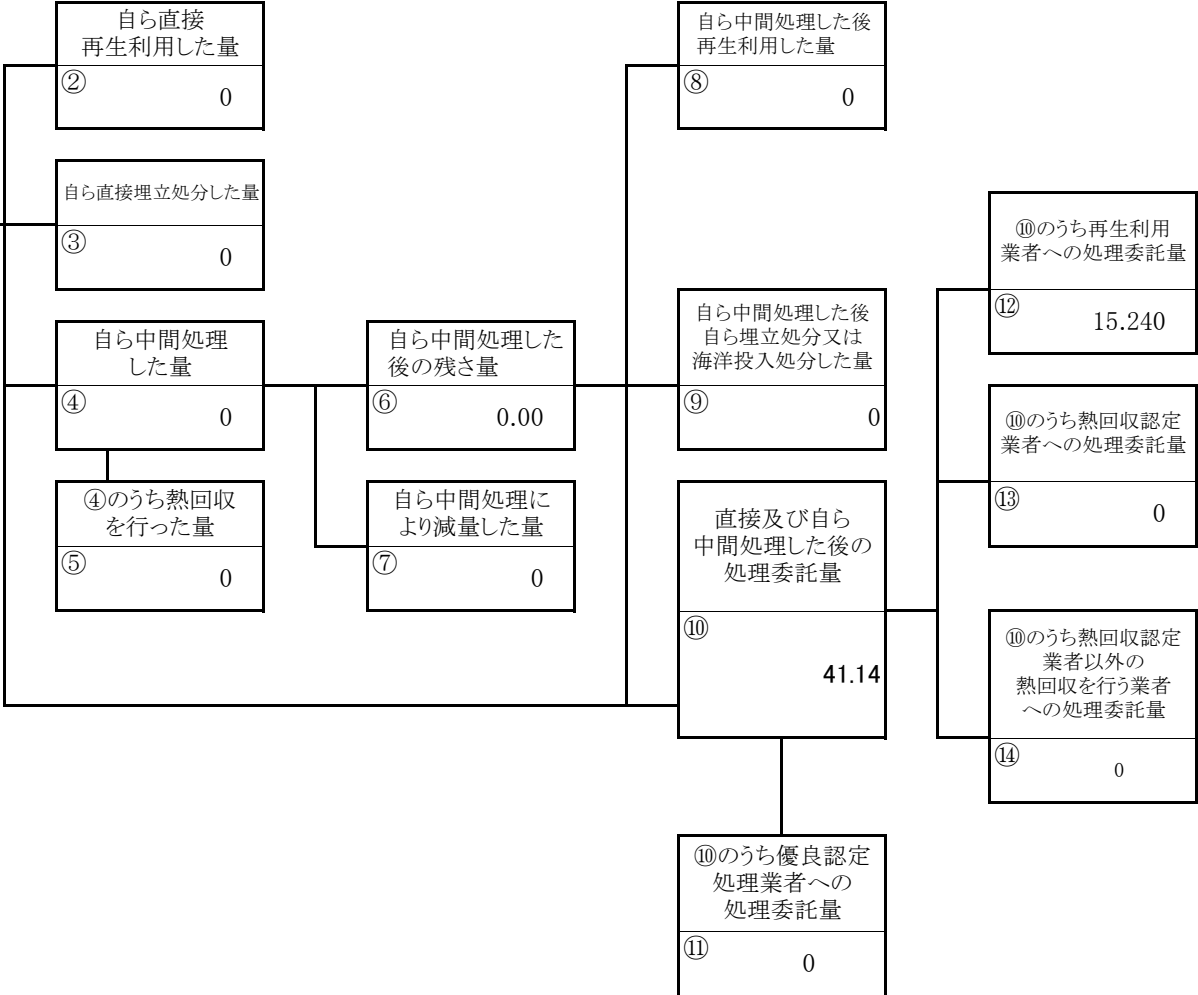 自ら直接
再生利用した量
②
0
自ら直接埋立処分した量
③
0
自ら中間処理
した量
④
0
④のうち熱回収
を行った量
⑤
0
自ら中間処理した
後の残さ量
⑥
0.00
自ら中間処理に
より減量した量
⑦
0
自ら中間処理した後
再生利用した量
⑧
0
自ら中間処理した後
自ら埋立処分又は
海洋投入処分した量
⑨
0
直接及び自ら
中間処理した後の
処理委託量
⑩
41.14
⑩のうち優良認定
処理業者への
処理委託量
⑪
0
⑩のうち再生利用
業者への処理委託量
⑫
15.240
⑩のうち熱回収認定
業者への処理委託量
⑬
0
⑩のうち熱回収認定
業者以外の
熱回収を行う業者
への処理委託量
⑭
0